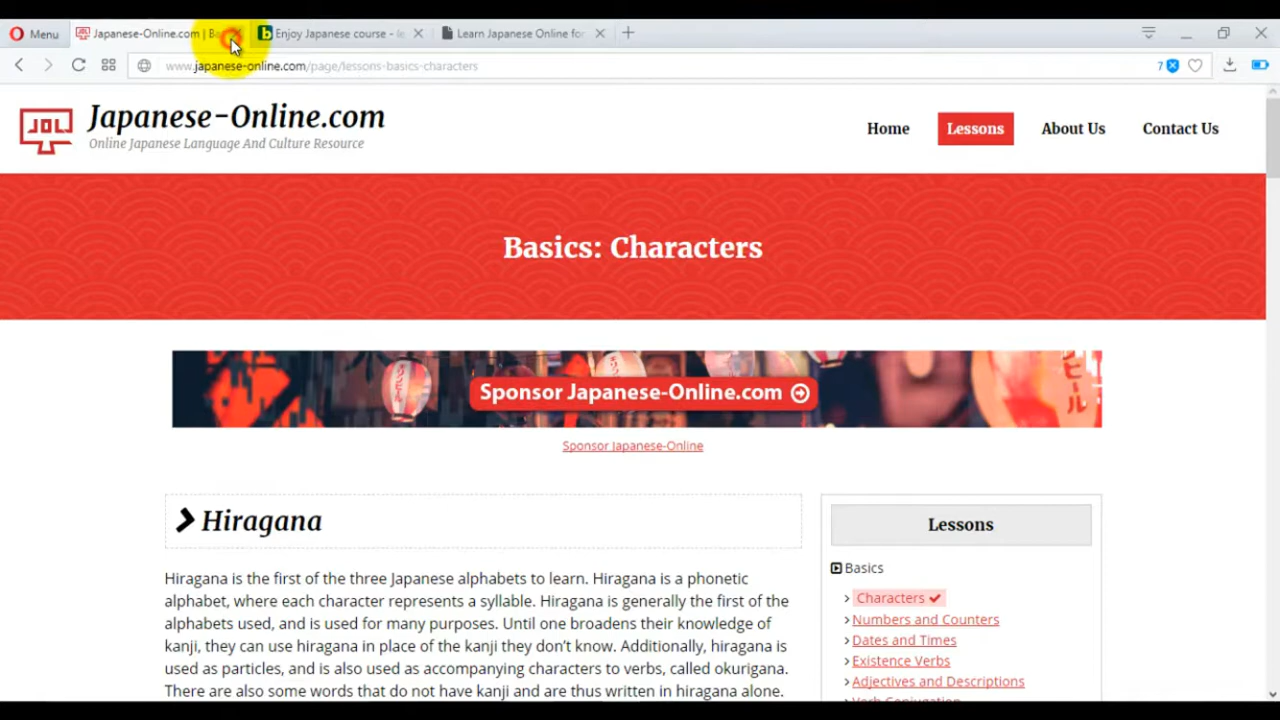 Menu
Japanese-Online.com | Ba
Enjoy Japanese course - le
Learn Japanese Online for
www.japanese-online.com/page/lessons-basics-characters
7
JOL
Japanese-Online.com
Online Japanese Language And Culture Resource
Home
Lessons
About Us
Contact Us
Basics: Characters
Sponsor Japanese-Online.com
ビール
Sponsor Japanese-Online
Hiragana
Hiragana is the first of the three Japanese alphabets to learn. Hiragana is a phonetic
alphabet, where each character represents a syllable. Hiragana is generally the first of the
alphabets used, and is used for many purposes. Until one broadens their knowledge of
kanji, they can use hiragana in place of the kanji they don’t know. Additionally, hiragana is
used as particles, and is also used as accompanying characters to verbs, called okurigana.
There are also some words that do not have kanji and are thus written in hiragana alone.
Lessons
Basics
Characters
Numbers and Counters
Dates and Times
Existence Verbs
Adjectives and Descriptions
Verb Conjugation